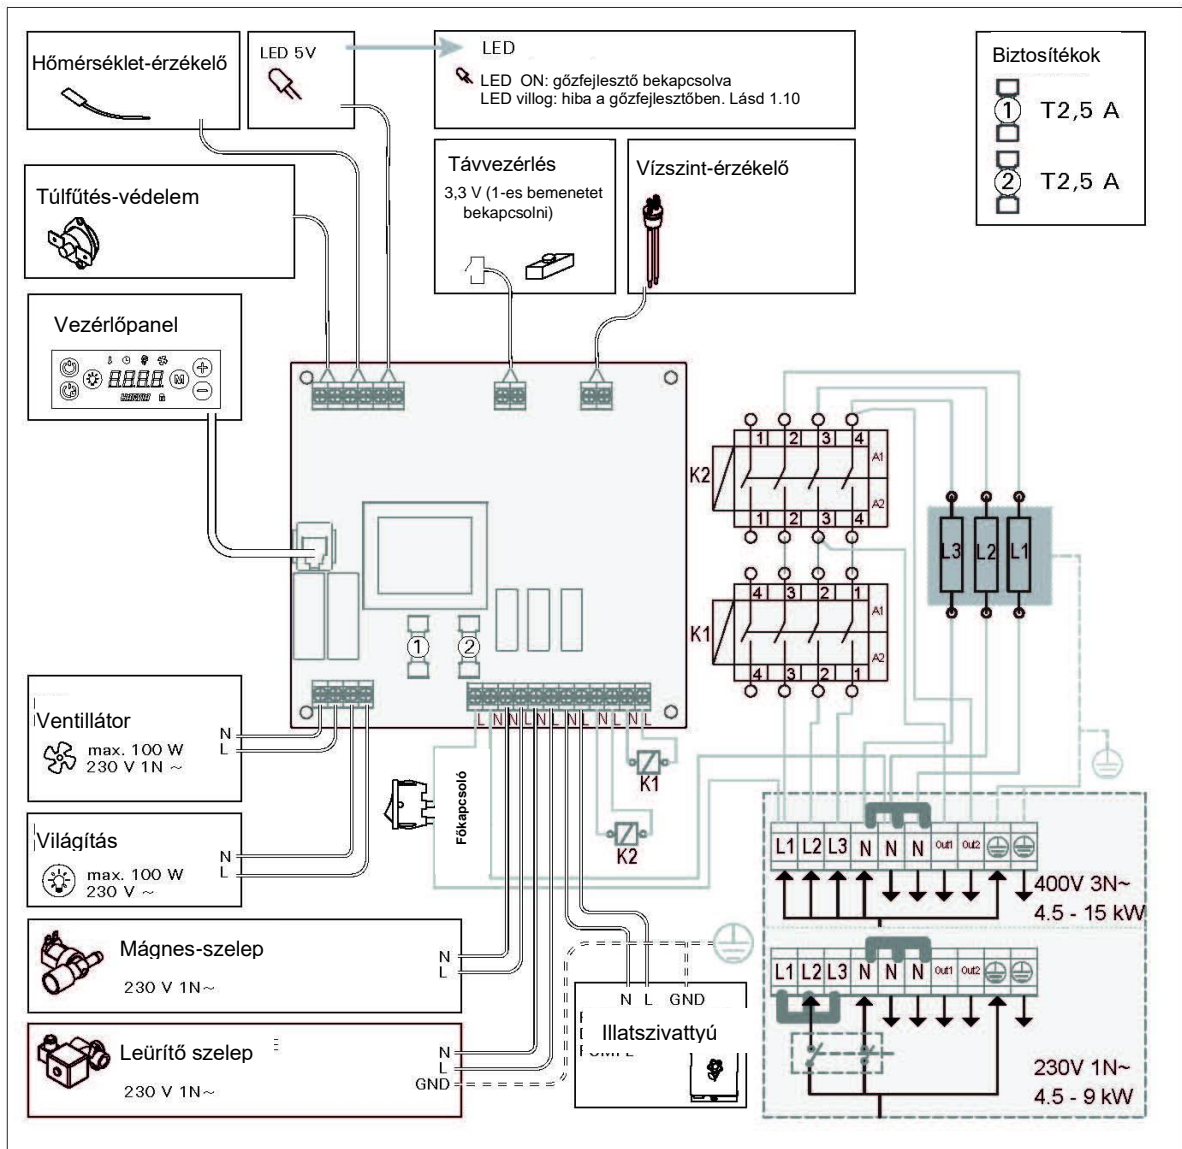 Hőmérséklet-érzékelő
LED 5V
LED
LED ON: gőzfejlesztő bekapcsolva
LED villog: hiba a gőzfejlesztőben. Lásd 1.10
Biztosítékok
1 T2,5 A
2 T2,5 A
Túlfűtés-védelem
Távvezérlés
3,3 V (1-es bemenetet
bekapcsolni)
Vízszint-érzékelő
Vezérlőpanel
M
K2
1 2 3 4
A1
A2
1 2 3 4
L3 L2 L1
K1
4 3 2 1
A1
A2
4 3 2 1
1 2
Ventillátor
max. 100 W
230 V 1N ~
N
L
L N N L N L N L N L N L
K1
K2
Főkapcsoló
Világítás
max. 100 W
230 V ~
N
L
L1 L2 L3 N N N Out1 Out2
400V 3N~
4.5 - 15 kW
Mágnes-szelep
230 V 1N~
N
L
L1 L2 L3 N N N Out1 Out2
230V 1N~
4.5 - 9 kW
Leürítő szelep
230 V 1N~
N
L
GND
N L GND
Illatszivattyú